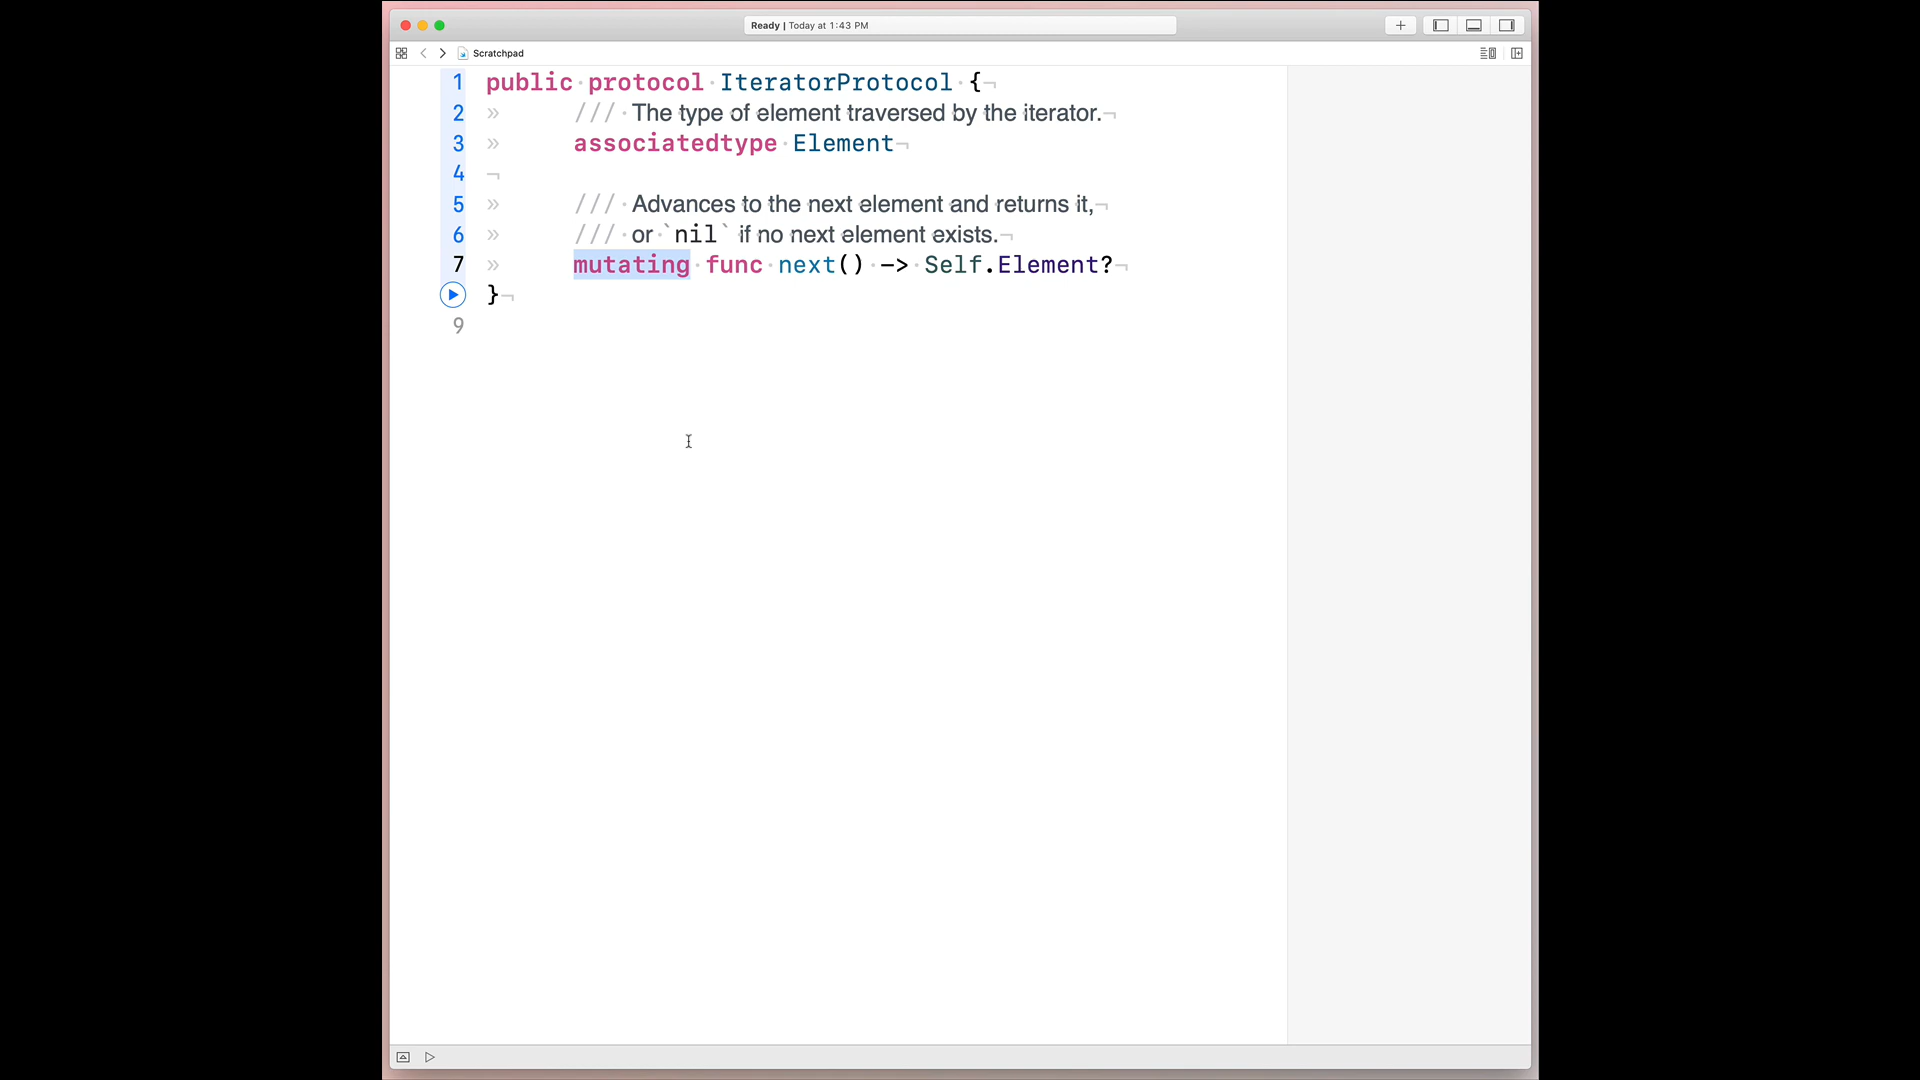 Ready | Today at 1:43 PM
Scratchpad
1 public protocol IteratorProtocol {
2 /// The type of element traversed by the iterator.
3 associatedtype Element
4
5 /// Advances to the next element and returns it,
6 /// or `nil` if no next element exists.
7 mutating func next() -> Self.Element?
}
9